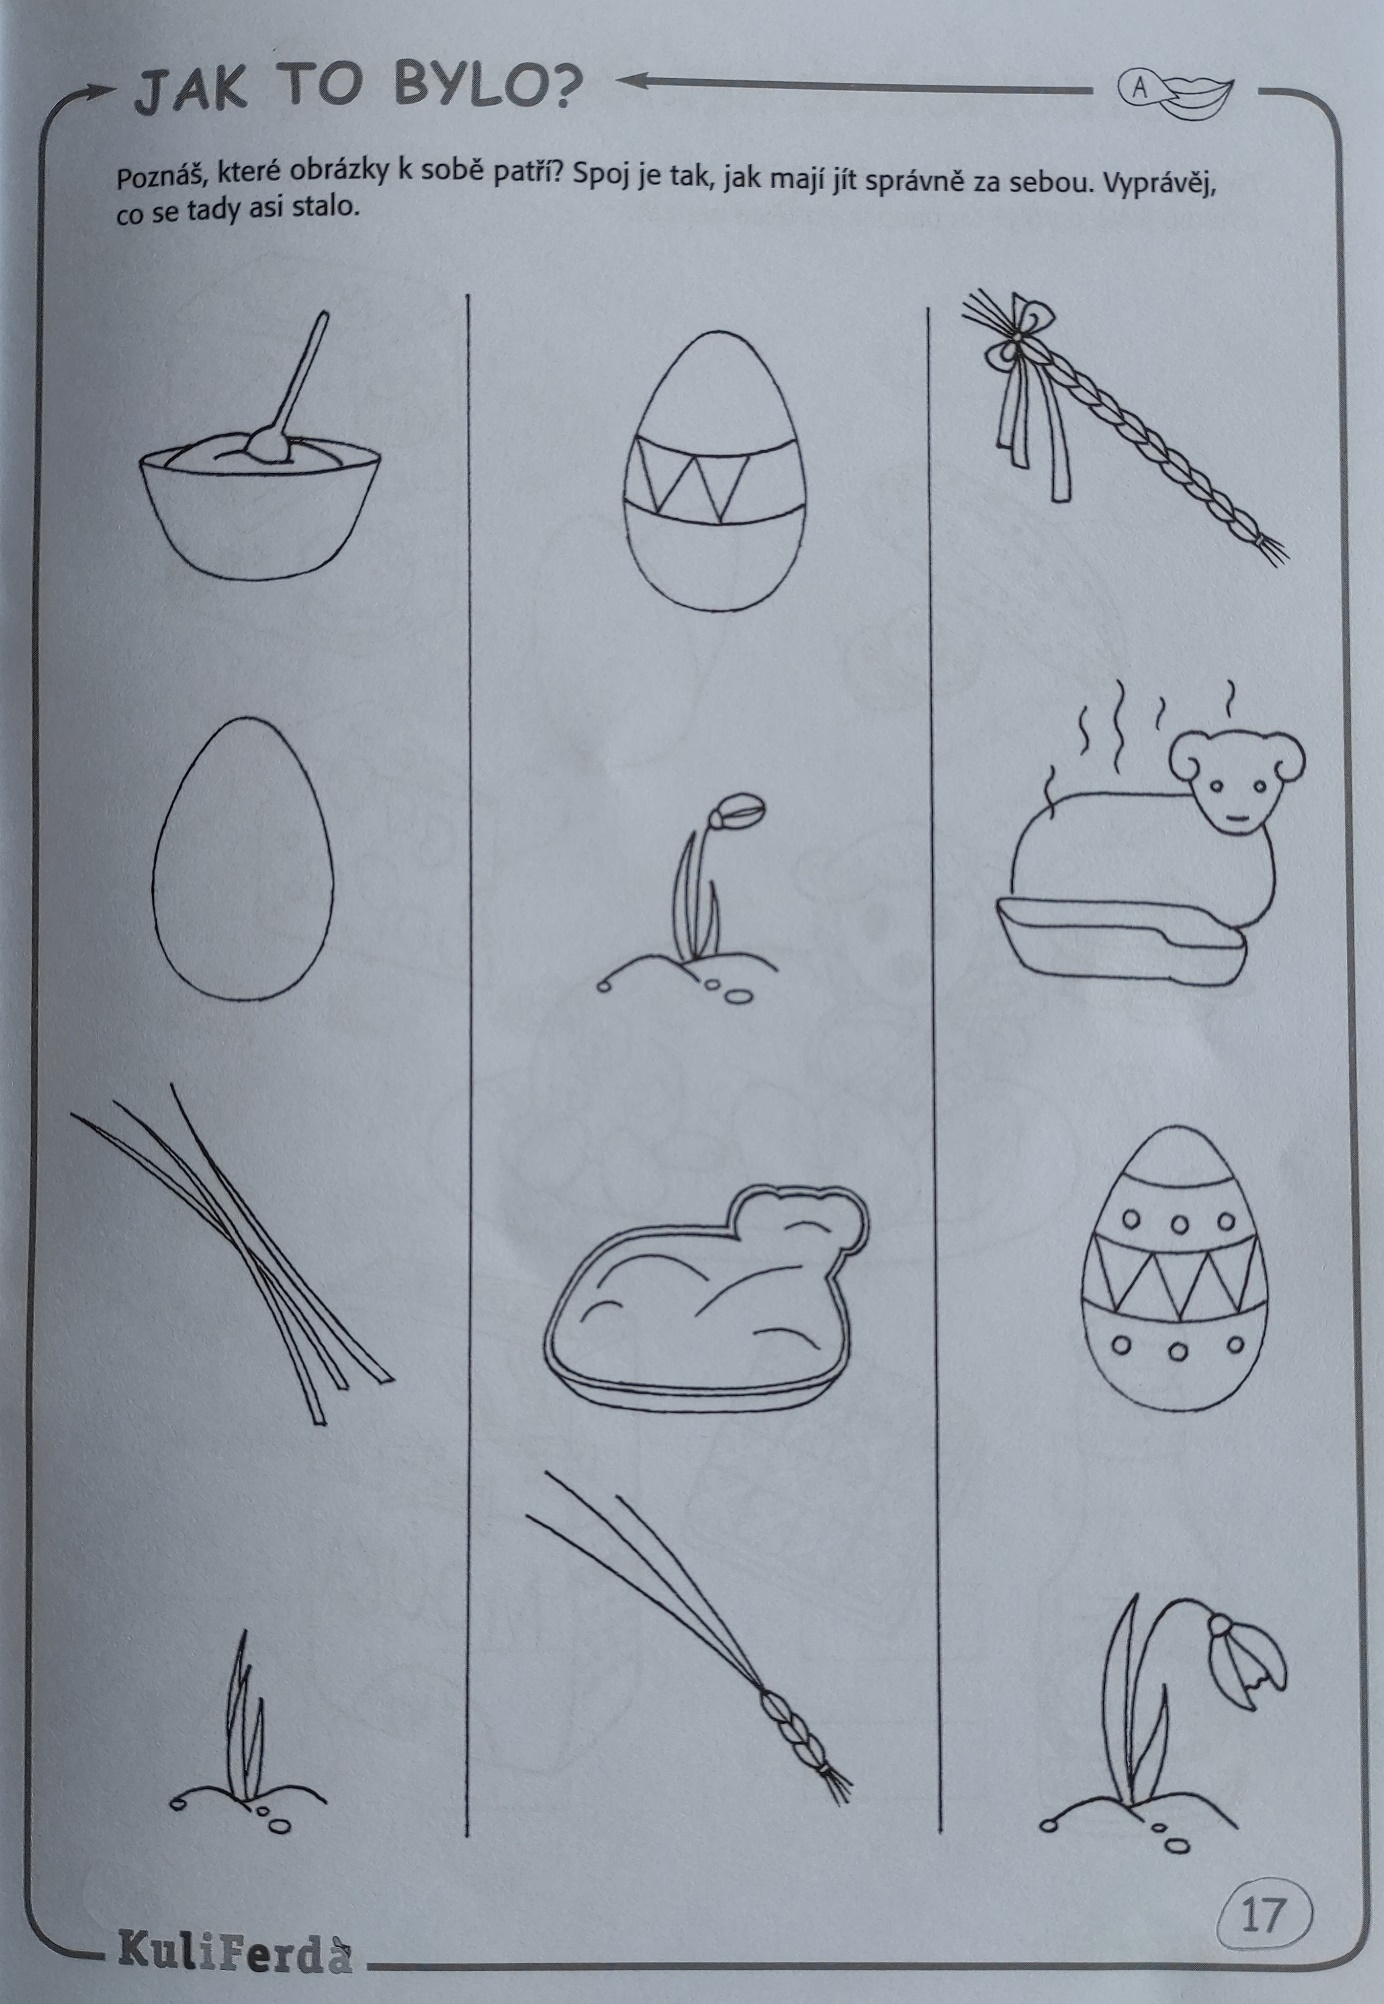 JAK TO BYLO?
A
Poznáš, které obrázky k sobě patří? Spoj je tak, jak mají jít správně za sebou. Vyprávěj,
co se tady asi stalo.
17
KuliFerda